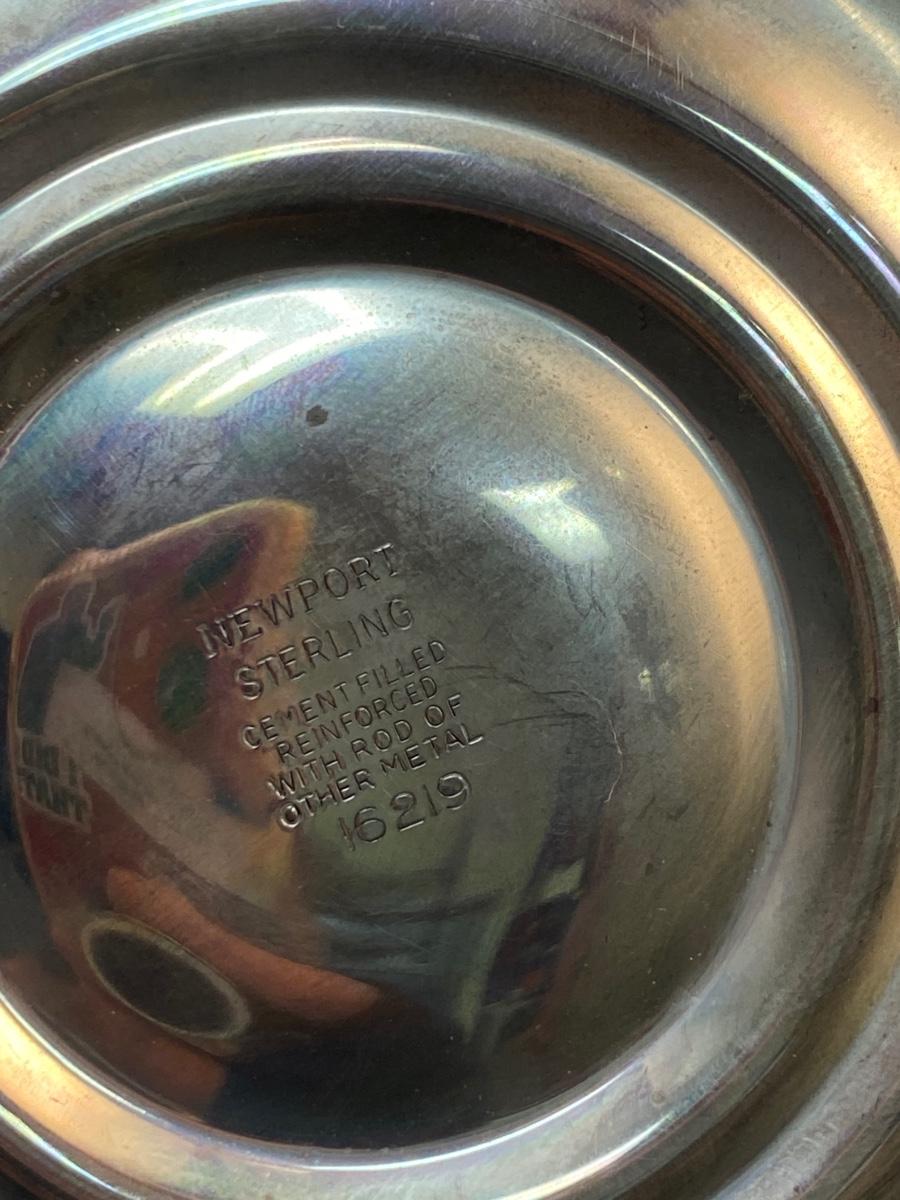 NEWPORT
STERLING
CEMENT FILLED
REINFORCED
WITH ROD OF
OTHER METAL
16219